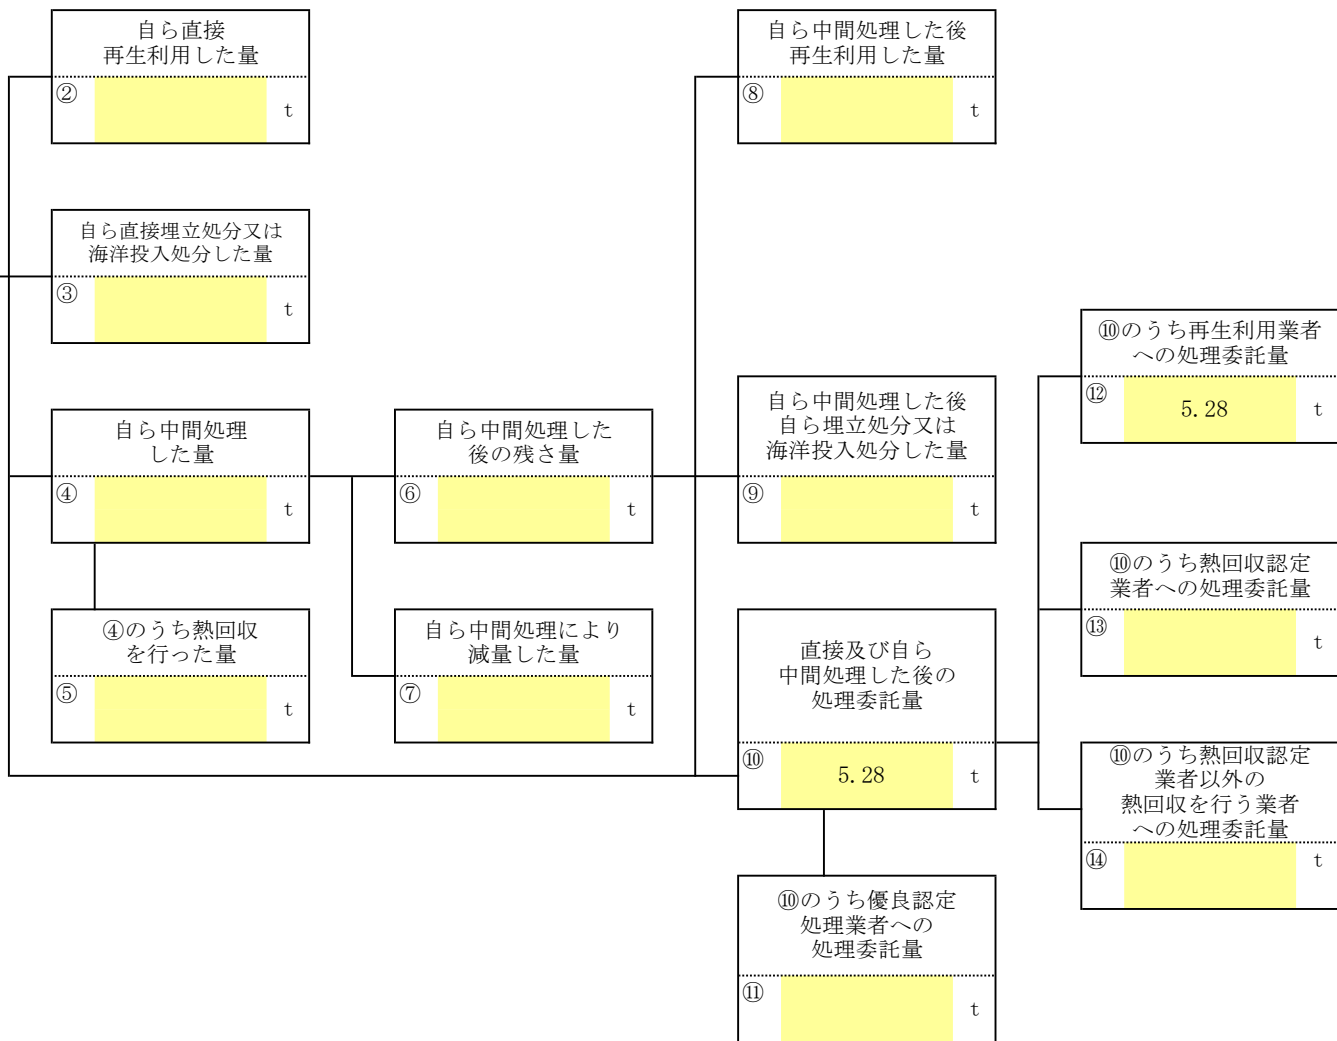 自ら直接
再生利用した量
②
t
自ら直接埋立処分又は
海洋投入処分した量
③
t
自ら中間処理
した量
④
t
④のうち熱回収
を行った量
⑤
t
自ら中間処理した
後の残さ量
⑥
t
自ら中間処理により
減量した量
⑦
t
自ら中間処理した後
再生利用した量
⑧
t
自ら中間処理した後
自ら埋立処分又は
海洋投入処分した量
⑨
t
直接及び自ら
中間処理した後の
処理委託量
⑩ 5.28 t
⑩のうち優良認定
処理業者への
処理委託量
⑪
t
⑩のうち再生利用業者
への処理委託量
⑫ 5.28 t
⑩のうち熱回収認定
業者への処理委託量
⑬
t
⑩のうち熱回収認定
業者以外の
熱回収を行う業者
への処理委託量
⑭
t